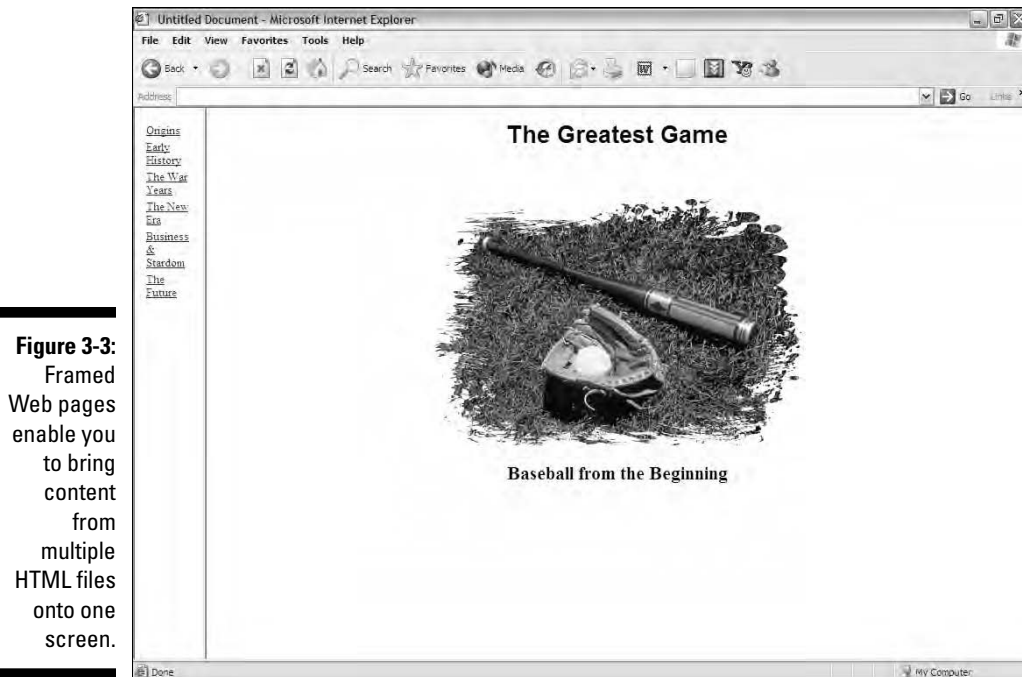 Untitled Document - Microsoft Internet Explorer
File Edit View Favorites Tools Help
Back Search Favorites Media
Address Go Links
Origins
Early
History
The War
Years
The New
Era
Business
&
Stardom
The
Future
The Greatest Game
Baseball from the Beginning
Done My Computer
Figure 3-3:
Framed
Web pages
enable you
to bring
content
from
multiple
HTML files
onto one
screen.